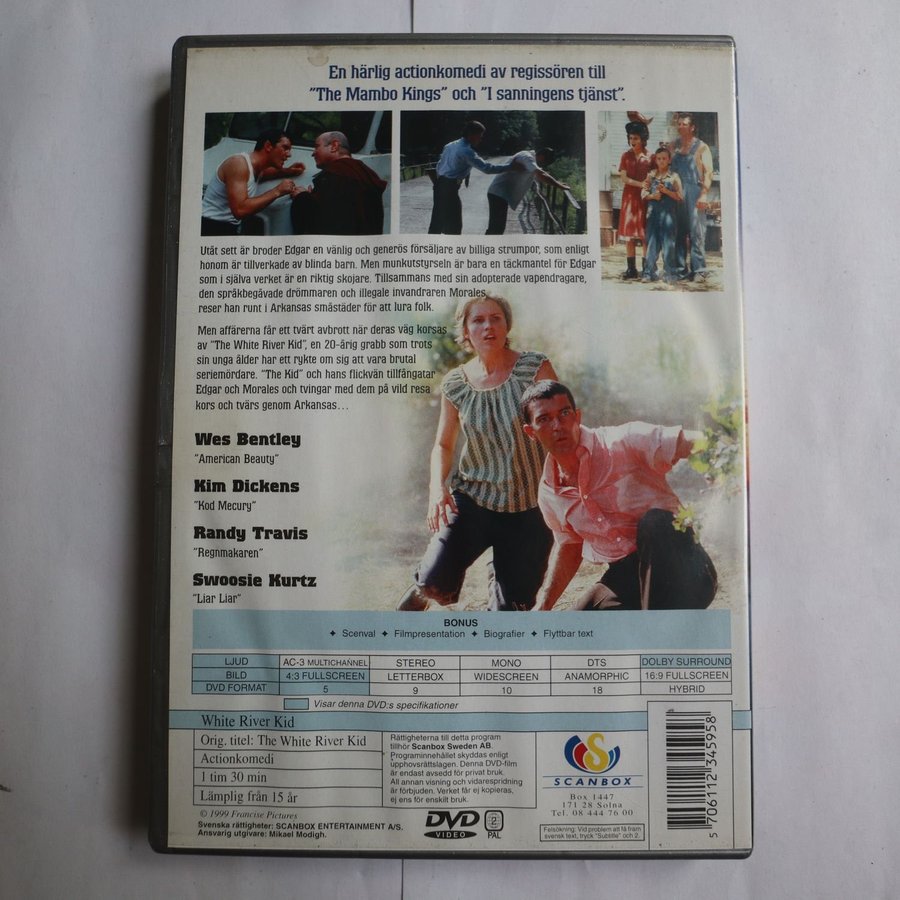 En härlig actionkomedi av regissören till
"The Mambo Kings" och "I sanningens tjänst".
Utåt sett är broder Edgar en vänlig och generös försäljare av billiga strumpor, som enligt
honom är tillverkade av blinda barn. Men munkutstyrseln är bara en täckmantel för Edgar
som i själva verket är en riktig skojare. Tillsammans med sin adopterade vapendragare,
den språkbegåvade drömmaren och illegale invandraren Morales,
reser han runt i Arkansas småstäder för att lura folk.
Men affärerna får ett tvärt avbrott när deras väg korsas
av "The White River Kid", en 20-årig grabb som trots
sin unga ålder har ett rykte om sig att vara brutal
seriemördare. "The Kid" och hans flickvän tillfångatar
Edgar och Morales och tvingar med dem på vild resa
kors och tvärs genom Arkansas...
Wes Bentley
"American Beauty"
Kim Dickens
"Kod Mecury"
Randy Travis
"Regnmakaren"
Swoosie Kurtz
"Liar Liar"
BONUS
✦ Scenval ✦ Filmpresentation ✦ Biografier ✦ Flyttbar text
LJUD AC-3 MULTICHANNEL STEREO MONO DTS DOLBY SURROUND
BILD 4:3 FULLSCREEN LETTERBOX WIDESCREEN ANAMORPHIC 16:9 FULLSCREEN
DVD FORMAT 5 9 10 18 HYBRID
Visar denna DVD:s specifikationer
White River Kid
Orig. titel: The White River Kid
Actionkomedi
1 tim 30 min
Lämplig från 15 år
© 1999 Francise Pictures
Svenska rättigheter: SCANBOX ENTERTAINMENT A/S.
Ansvarig utgivare: Mikael Modigh.
Rättigheterna till detta program
tillhör Scanbox Sweden AB.
Programinnehållet skyddas enligt
upphovsrättslagen. Denna DVD-film
är endast avsedd för privat bruk.
All annan visning och vidarespridning
är förbjuden. Verket får ej kopieras,
ej ens för enskilt bruk.
DVD
VIDEO
2
PAL
SCANBOX
Box 1447
171 28 Solna
Tel. 08 444 76 00
Felsökning: Vid problem att få fram
svensk text, tryck "Subtitle" och 2.
5 706112 345958